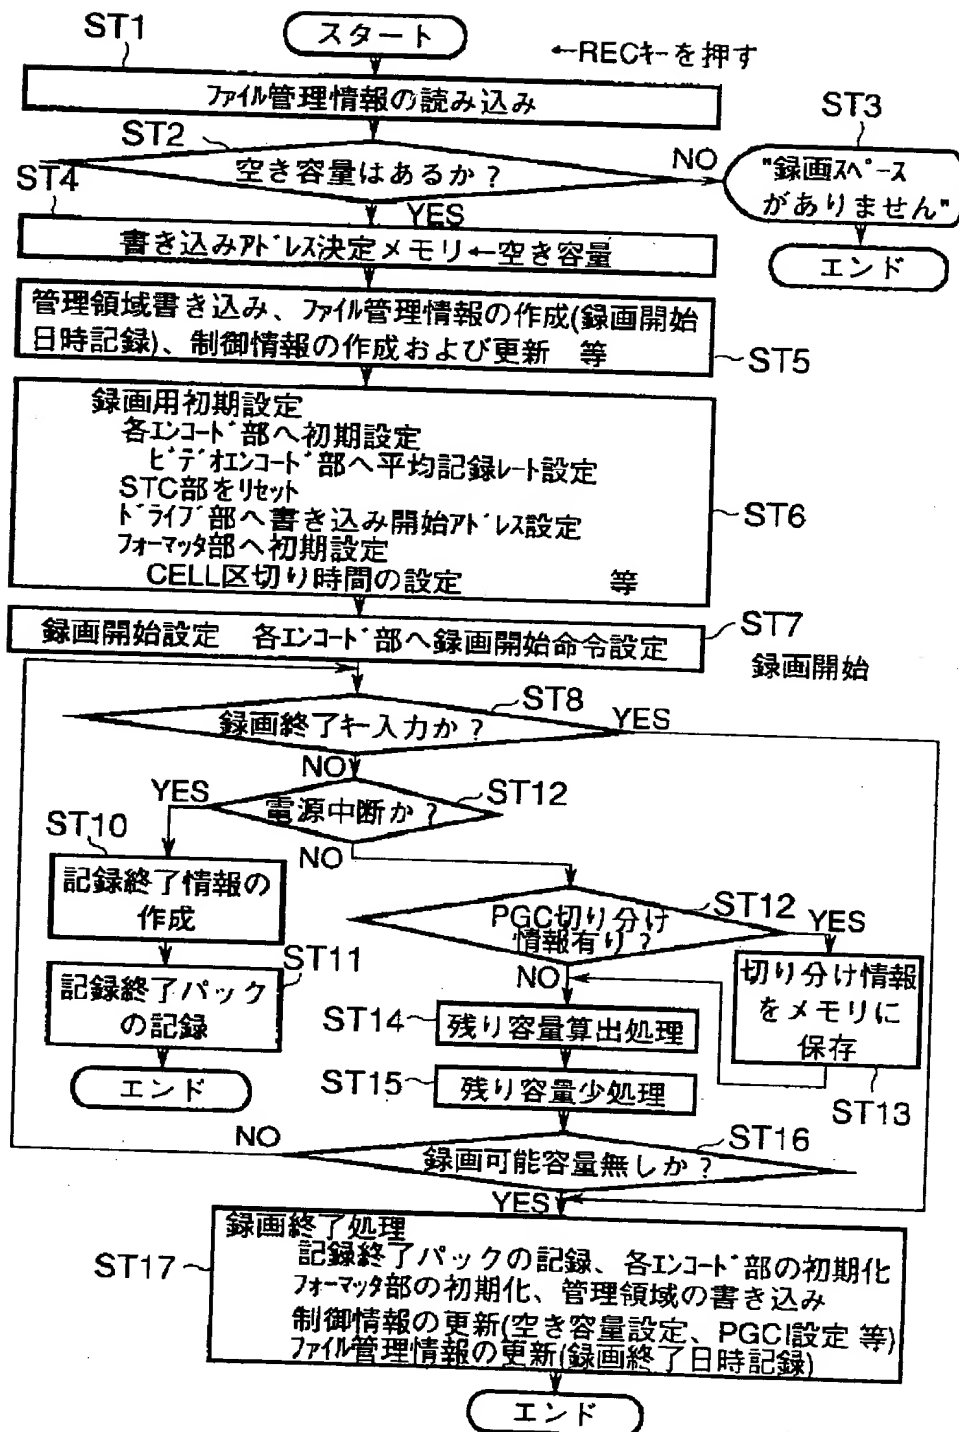 ST1
スタート
←RECキーを押す
ファイル管理情報の読み込み
ST2
空き容量はあるか?
NO
ST3
"録画スペース
がありません"
エンド
ST4
YES
書き込みアドレス決定メモリ←空き容量
管理領域書き込み、ファイル管理情報の作成(録画開始
日時記録)、制御情報の作成および更新 等
ST5
録画用初期設定
各エンコード部へ初期設定
ビデオエンコード部へ平均記録レート設定
STC部をリセット
ドライブ部へ書き込み開始アドレス設定
フォーマッタ部へ初期設定
CELL区切り時間の設定 等
ST6
録画開始設定 各エンコード部へ録画開始命令設定
ST7
録画開始
録画終了キー入力か?
ST8
YES
NO
電源中断か?
ST12
YES
NO
ST10
記録終了情報の
作成
ST11
記録終了パック
の記録
エンド
PGC切り分け
情報有り?
ST12
YES
NO
切り分け情報
をメモリに
保存
ST13
ST14
残り容量算出処理
ST15
残り容量少処理
NO
録画可能容量無しか?
ST16
YES
ST17
録画終了処理
記録終了パックの記録、各エンコード部の初期化
フォーマッタ部の初期化、管理領域の書き込み
制御情報の更新(空き容量設定、PGCI設定 等)
ファイル管理情報の更新(録画終了日時記録)
エンド